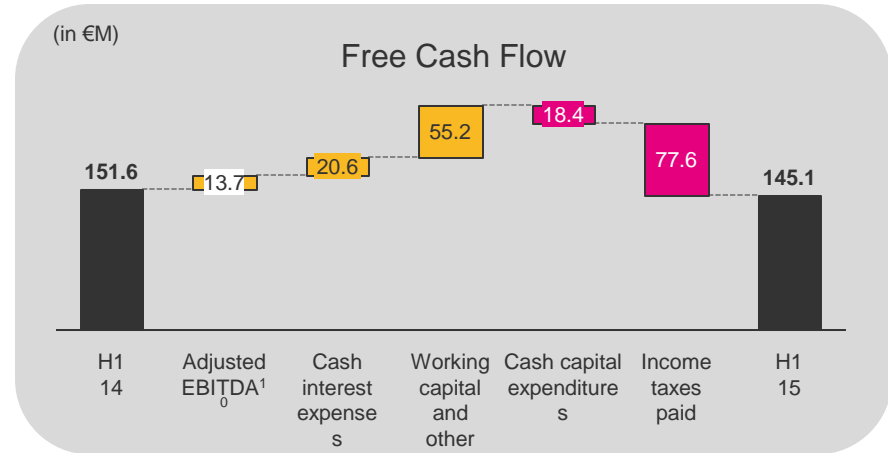 (in €M)
Free Cash Flow
151.6
13.7
20.6
55.2
18.4
77.6
145.1
H1
14
Adjusted
EBITDA¹
0
Cash
interest
expense
s
Working
capital
and
other
Cash capital
expenditure
s
Income
taxes
paid
H1
15